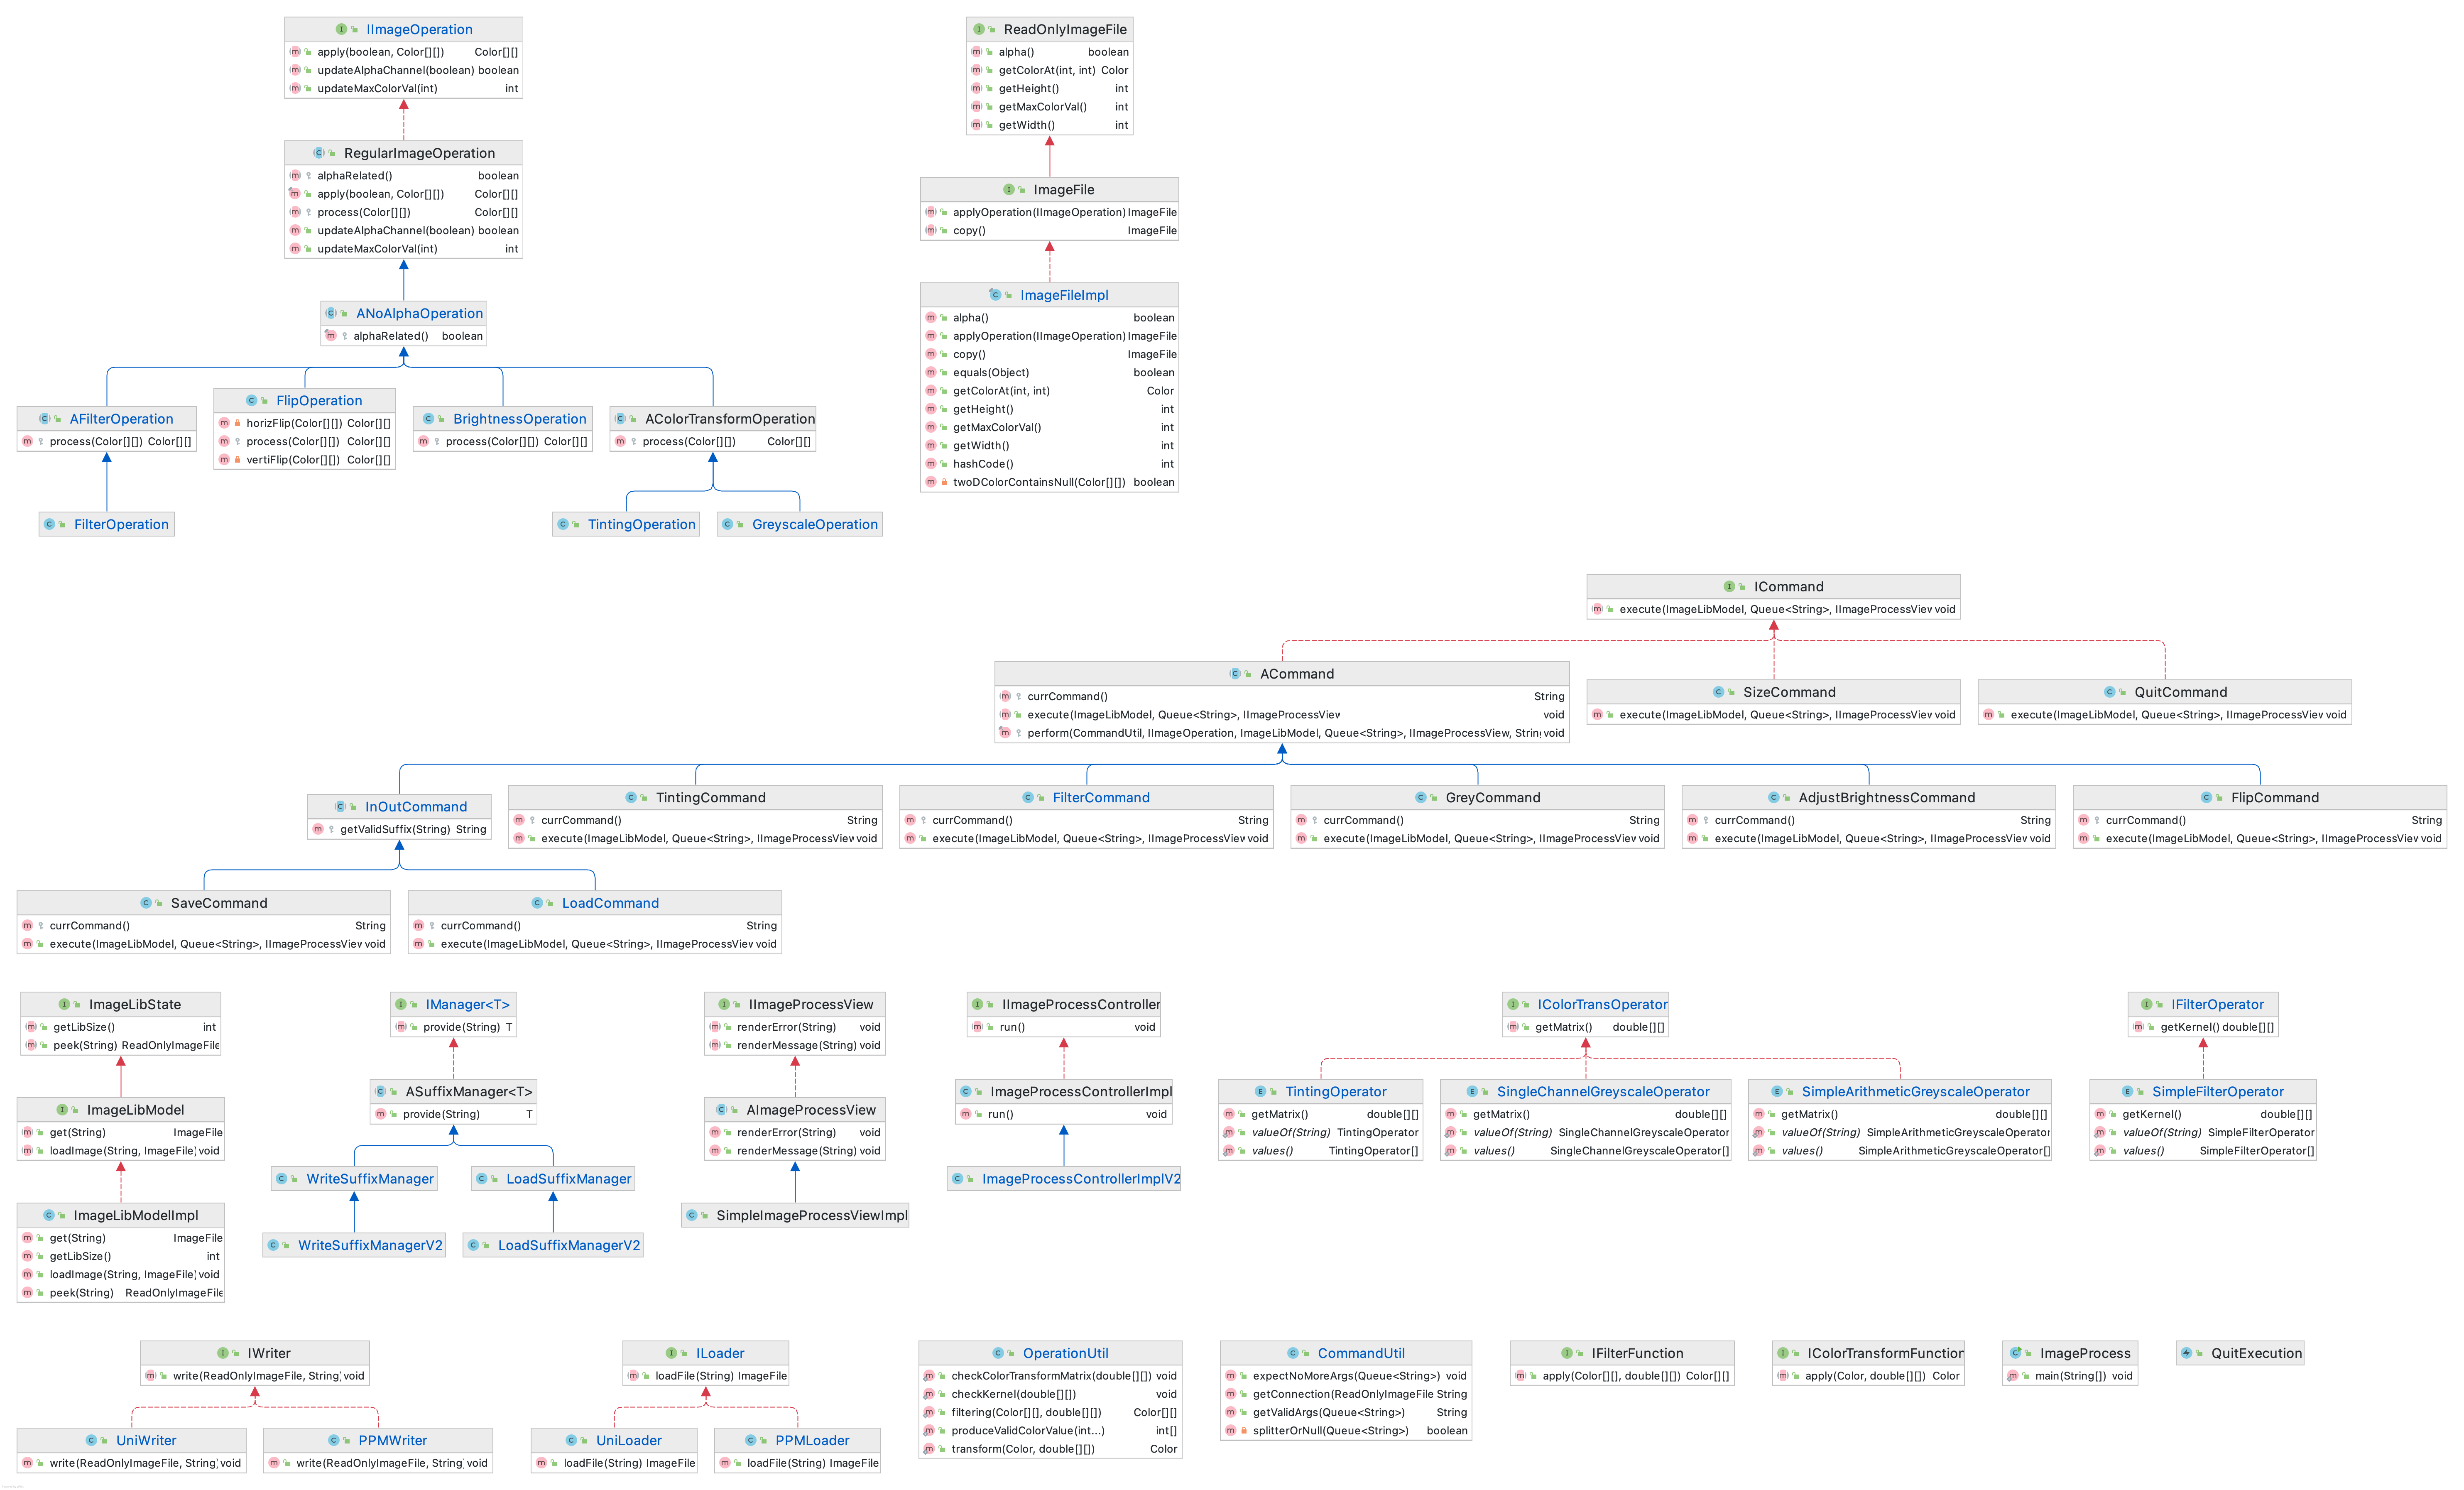 IImageOperation
apply(boolean, Color[][]) Color[][]
updateAlphaChannel(boolean) boolean
updateMaxColorVal(int) int
ReadOnlyImageFile
alpha() boolean
getColorAt(int, int) Color
getHeight() int
getMaxColorVal() int
getWidth() int
RegularImageOperation
alphaRelated() boolean
apply(boolean, Color[][]) Color[][]
process(Color[][]) Color[][]
updateAlphaChannel(boolean) boolean
updateMaxColorVal(int) int
ImageFile
applyOperation(IImageOperation) ImageFile
copy() ImageFile
ANoAlphaOperation
alphaRelated() boolean
ImageFileImpl
alpha() boolean
applyOperation(IImageOperation) ImageFile
copy() ImageFile
equals(Object) boolean
getColorAt(int, int) Color
getHeight() int
getMaxColorVal() int
getWidth() int
hashCode() int
twoDColorContainsNull(Color[][]) boolean
AFilterOperation
process(Color[][]) Color[][]
FlipOperation
horizFlip(Color[][]) Color[][]
process(Color[][]) Color[][]
vertiFlip(Color[][]) Color[][]
BrightnessOperation
process(Color[][]) Color[][]
AColorTransformOperation
process(Color[][]) Color[][]
FilterOperation
TintingOperation
GreyscaleOperation
ICommand
execute(ImageLibModel, Queue<String>, IImageProcessView void
ACommand
currCommand() String
execute(ImageLibModel, Queue<String>, IImageProcessView void
perform(CommandUtil, IImageOperation, ImageLibModel, Queue<String>, IImageProcessView, String void
SizeCommand
execute(ImageLibModel, Queue<String>, IImageProcessView void
QuitCommand
execute(ImageLibModel, Queue<String>, IImageProcessView void
InOutCommand
getValidSuffix(String) String
TintingCommand
currCommand() String
execute(ImageLibModel, Queue<String>, IImageProcessView void
FilterCommand
currCommand() String
execute(ImageLibModel, Queue<String>, IImageProcessView void
GreyCommand
currCommand() String
execute(ImageLibModel, Queue<String>, IImageProcessView void
AdjustBrightnessCommand
currCommand() String
execute(ImageLibModel, Queue<String>, IImageProcessView void
FlipCommand
currCommand() String
execute(ImageLibModel, Queue<String>, IImageProcessView void
SaveCommand
currCommand() String
execute(ImageLibModel, Queue<String>, IImageProcessView void
LoadCommand
currCommand() String
execute(ImageLibModel, Queue<String>, IImageProcessView void
ImageLibState
getLibSize() int
peek(String) ReadOnlyImageFile
IManager<T>
provide(String) T
IImageProcessView
renderError(String) void
renderMessage(String) void
IImageProcessController
run() void
IColorTransOperator
getMatrix() double[][]
IFilterOperator
getKernel() double[][]
ImageLibModel
get(String) ImageFile
loadImage(String, ImageFile) void
ASuffixManager<T>
provide(String) T
AImageProcessView
renderError(String) void
renderMessage(String) void
ImageProcessControllerImpl
run() void
TintingOperator
getMatrix() double[][]
valueOf(String) TintingOperator
values() TintingOperator[]
SingleChannelGreyscaleOperator
getMatrix() double[][]
valueOf(String) SingleChannelGreyscaleOperator
values() SingleChannelGreyscaleOperator[]
SimpleArithmeticGreyscaleOperator
getMatrix() double[][]
valueOf(String) SimpleArithmeticGreyscaleOperator
values() SimpleArithmeticGreyscaleOperator[]
SimpleFilterOperator
getKernel() double[][]
valueOf(String) SimpleFilterOperator
values() SimpleFilterOperator[]
WriteSuffixManager
LoadSuffixManager
ImageProcessControllerImplV2
ImageLibModelImpl
get(String) ImageFile
getLibSize() int
loadImage(String, ImageFile) void
peek(String) ReadOnlyImageFile
WriteSuffixManagerV2
LoadSuffixManagerV2
SimpleImageProcessViewImpl
IWriter
write(ReadOnlyImageFile, String) void
ILoader
loadFile(String) ImageFile
OperationUtil
checkColorTransformMatrix(double[][]) void
checkKernel(double[][]) void
filtering(Color[][], double[][]) Color[][]
produceValidColorValue(int...) int[]
transform(Color, double[][]) Color
CommandUtil
expectNoMoreArgs(Queue<String>) void
getConnection(ReadOnlyImageFile String
getValidArgs(Queue<String>) String
splitterOrNull(Queue<String>) boolean
IFilterFunction
apply(Color[][], double[][]) Color[][]
IColorTransformFunction
apply(Color, double[][]) Color
ImageProcess
main(String[]) void
QuitExecution
UniWriter
write(ReadOnlyImageFile, String) void
PPMWriter
write(ReadOnlyImageFile, String) void
UniLoader
loadFile(String) ImageFile
PPMLoader
loadFile(String) ImageFile